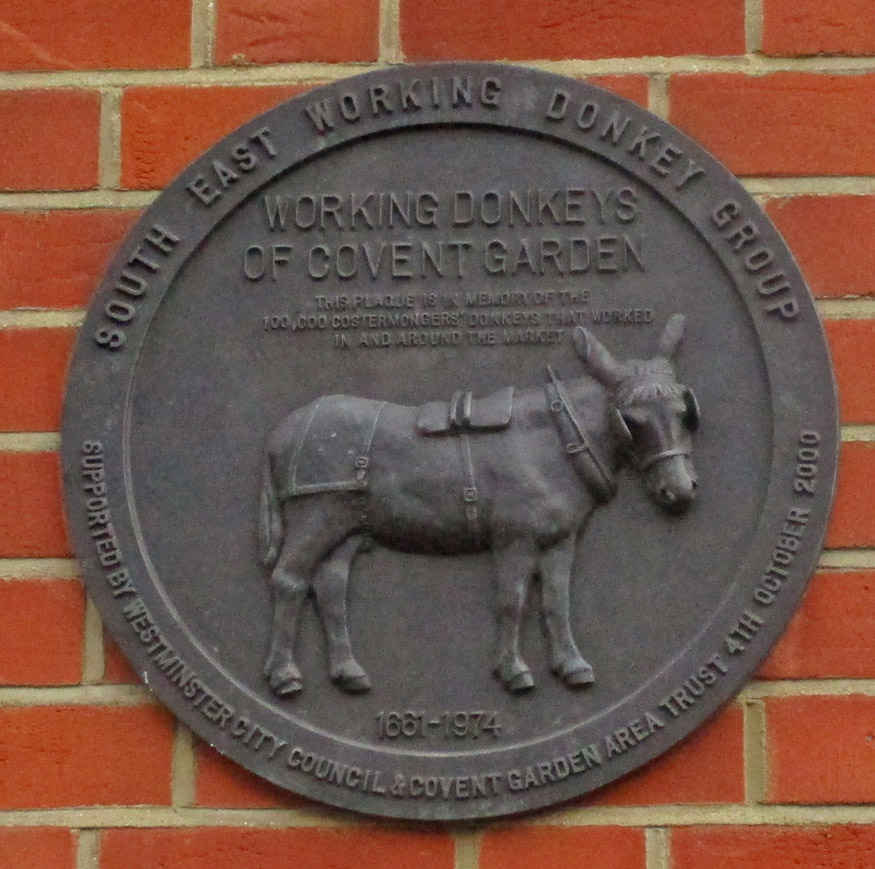 SOUTH EAST WORKING DONKEY GROUP
WORKING DONKEYS
OF COVENT GARDEN
THIS PLAQUE IS IN MEMORY OF THE
100,000 COSTERMONGERS' DONKEYS THAT WORKED
IN AND AROUND THE MARKET
1661-1974
SUPPORTED BY WESTMINSTER CITY COUNCIL & COVENT GARDEN AREA TRUST 4TH OCTOBER 2000